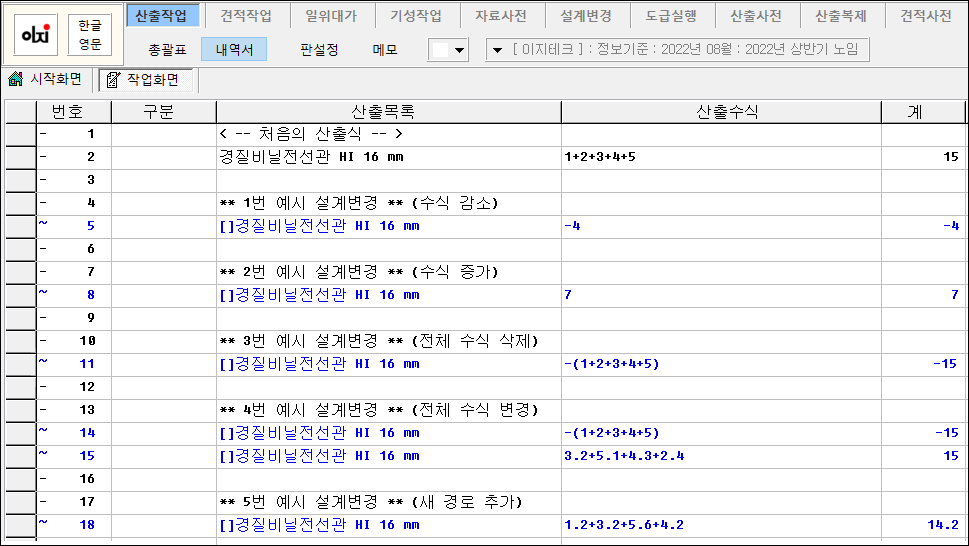 이지
한글
영문
산출작업 견적작업 일위대가 기성작업 자료사전 설계변경 도급실행 산출사전 산출복제 견적사전
총괄표 내역서 판설정 메모 [ 이지테크 ] : 정보기준 : 2022년 08월 : 2022년 상반기 노임
시작화면 작업화면
번호 구분 산출목록 산출수식 계
- 1 < -- 처음의 산출식 -- >
- 2 경질비닐전선관 HI 16 mm 1+2+3+4+5 15
- 3
- 4 ** 1번 예시 설계변경 ** (수식 감소)
~ 5 []경질비닐전선관 HI 16 mm -4 -4
- 6
- 7 ** 2번 예시 설계변경 ** (수식 증가)
~ 8 []경질비닐전선관 HI 16 mm 7 7
- 9
- 10 ** 3번 예시 설계변경 ** (전체 수식 삭제)
~ 11 []경질비닐전선관 HI 16 mm -(1+2+3+4+5) -15
- 12
- 13 ** 4번 예시 설계변경 ** (전체 수식 변경)
~ 14 []경질비닐전선관 HI 16 mm -(1+2+3+4+5) -15
~ 15 []경질비닐전선관 HI 16 mm 3.2+5.1+4.3+2.4 15
- 16
- 17 ** 5번 예시 설계변경 ** (새 경로 추가)
~ 18 []경질비닐전선관 HI 16 mm 1.2+3.2+5.6+4.2 14.2